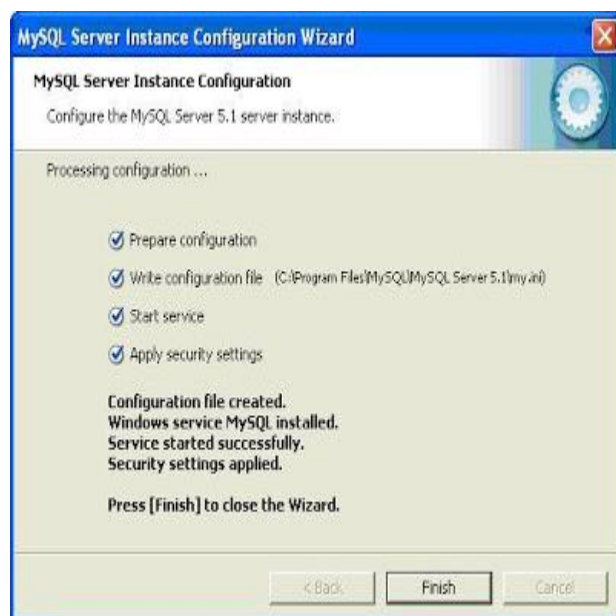 MySQL Server Instance Configuration Wizard
MySQL Server Instance Configuration
Configure the MySQL Server 5.1 server instance.
Processing configuration ...
Prepare configuration
Write configuration file (C:\Program Files\MySQL\MySQL Server 5.1\my.ini)
Start service
Apply security settings
Configuration file created.
Windows service MySQL installed.
Service started successfully.
Security settings applied.
Press [Finish] to close the Wizard.
< Back Finish Cancel